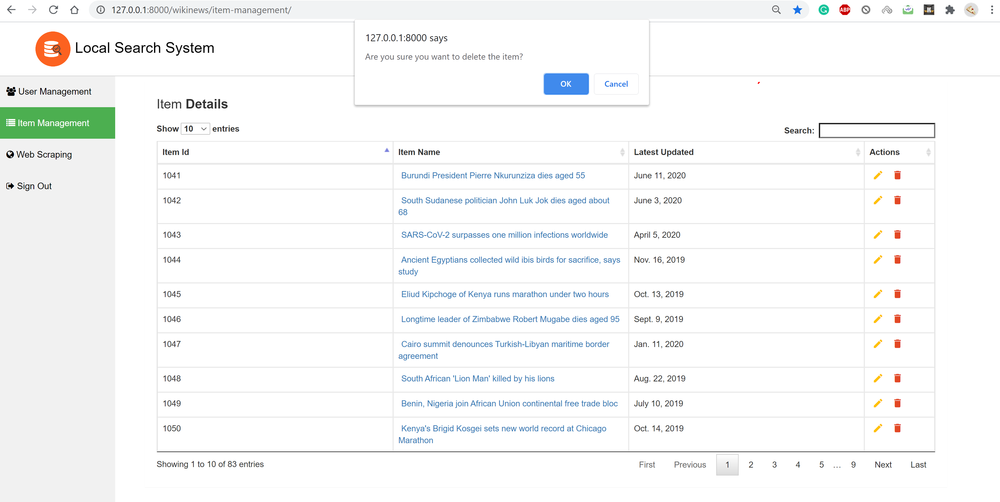 127.0.0.1:8000/wikinews/item-management/
ABP
127.0.0.1:8000 says
Are you sure you want to delete the item?
OK
Cancel
Local Search System
User Management
Item Management
Web Scraping
Sign Out
Item Details
Show 10 entries
Search:
Item Id
Item Name
Latest Updated
Actions
1041
Burundi President Pierre Nkurunziza dies aged 55
June 11, 2020
1042
South Sudanese politician John Luk Jok dies aged about
68
June 3, 2020
1043
SARS-CoV-2 surpasses one million infections worldwide
April 5, 2020
1044
Ancient Egyptians collected wild ibis birds for sacrifice, says
study
Nov. 16, 2019
1045
Eliud Kipchoge of Kenya runs marathon under two hours
Oct. 13, 2019
1046
Longtime leader of Zimbabwe Robert Mugabe dies aged 95
Sept. 9, 2019
1047
Cairo summit denounces Turkish-Libyan maritime border
agreement
Jan. 11, 2020
1048
South African 'Lion Man' killed by his lions
Aug. 22, 2019
1049
Benin, Nigeria join African Union continental free trade bloc
July 10, 2019
1050
Kenya's Brigid Kosgei sets new world record at Chicago
Marathon
Oct. 14, 2019
Showing 1 to 10 of 83 entries
First Previous 1 2 3 4 5 … 9 Next Last